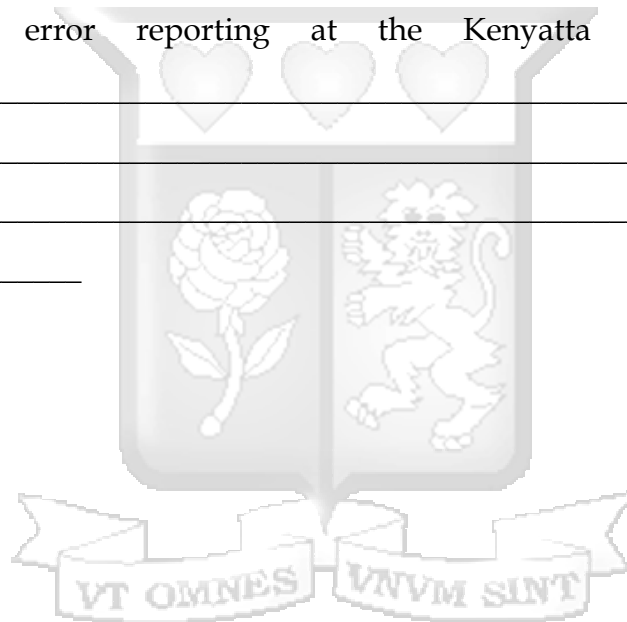 error reporting at the Kenyatta
VT OMNES VNVM SINT